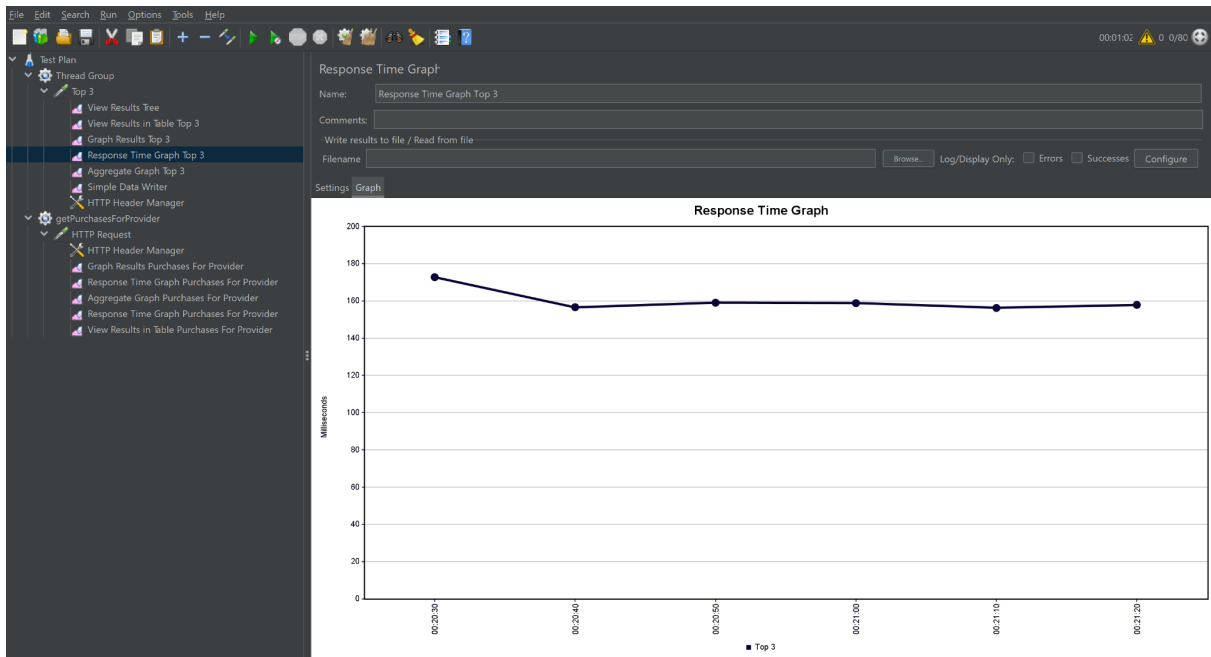 File Edit Search Run Options Tools Help
00:01:02 0 0/80
Test Plan
Thread Group
Top 3
View Results Tree
View Results in Table Top 3
Graph Results Top 3
Response Time Graph Top 3
Aggregate Graph Top 3
Simple Data Writer
HTTP Header Manager
getPurchasesForProvider
HTTP Request
HTTP Header Manager
Graph Results Purchases For Provider
Response Time Graph Purchases For Provider
Aggregate Graph Purchases For Provider
Response Time Graph Purchases For Provider
View Results in Table Purchases For Provider
Response Time Graph
Name: Response Time Graph Top 3
Comments:
Write results to file / Read from file
Filename Browse... Log/Display Only: Errors Successes Configure
Settings Graph
Response Time Graph
200
180
160
140
120
100
80
60
40
20
0
Milliseconds
00:20:30 00:20:40 00:20:50 00:21:00 00:21:10 00:21:20
Top 3